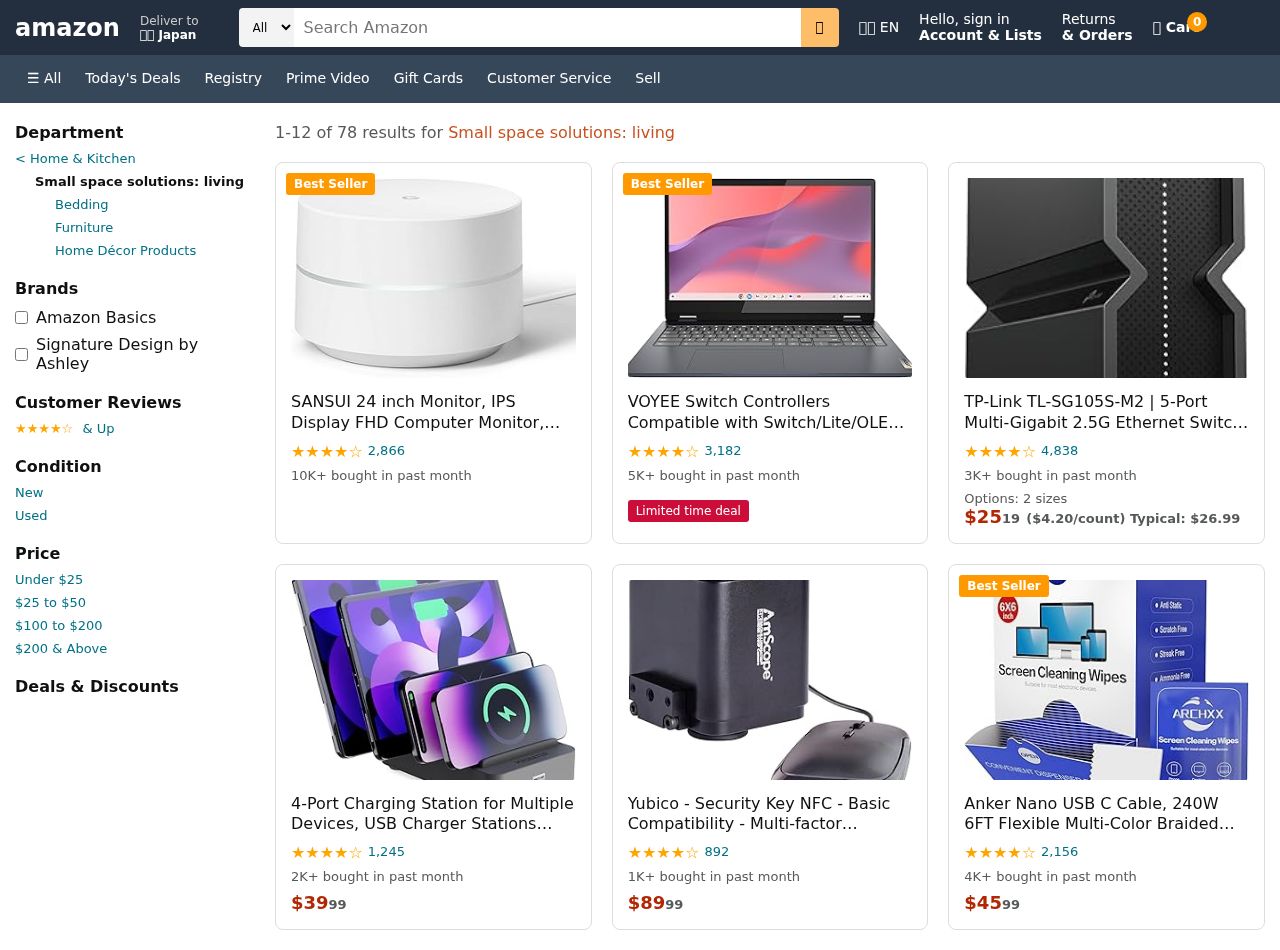 amazon
Deliver to
Japan
All
Search Amazon
EN
Hello, sign in
Account & Lists
Returns
& Orders
0
☰ All
Today's Deals
Registry
Prime Video
Gift Cards
Customer Service
Sell
Department
< Home & Kitchen
Small space solutions: living
Bedding
Furniture
Home Décor Products
Brands
Amazon Basics
Signature Design by
Ashley
Customer Reviews
★★★★☆ & Up
Condition
New
Used
Price
Under $25
$25 to $50
$100 to $200
$200 & Above
Deals & Discounts
1-12 of 78 results for Small space solutions: living
Best Seller
SANSUI 24 inch Monitor, IPS
Display FHD Computer Monitor,…
★★★★☆ 2,866
10K+ bought in past month
Best Seller
VOYEE Switch Controllers
Compatible with Switch/Lite/OLE…
★★★★☆ 3,182
5K+ bought in past month
Limited time deal
TP-Link TL-SG105S-M2 | 5-Port
Multi-Gigabit 2.5G Ethernet Switc…
★★★★☆ 4,838
3K+ bought in past month
Options: 2 sizes
$25 19 ($4.20/count) Typical: $26.99
4-Port Charging Station for Multiple
Devices, USB Charger Stations…
★★★★☆ 1,245
2K+ bought in past month
$39 99
AmScope
Yubico - Security Key NFC - Basic
Compatibility - Multi-factor…
★★★★☆ 892
1K+ bought in past month
$89 99
Best Seller
6X6
inch
Anti Static
Scratch Free
Streak Free
Ammonia Free
Screen Cleaning Wipes
Suitable for most electronic devices
ARCHXX
Screen Cleaning Wipes
OPEN
CONVENIENT DISPENSER
Anker Nano USB C Cable, 240W
6FT Flexible Multi-Color Braided…
★★★★☆ 2,156
4K+ bought in past month
$45 99